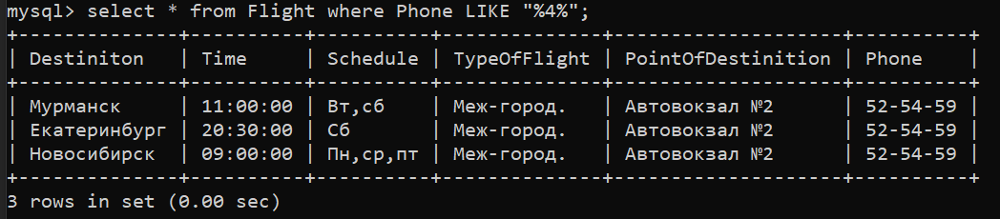 mysql> select * from Flight where Phone LIKE "%4%";
+-------------+----------+----------+--------------+--------------------+----------+
| Destiniton   | Time     | Schedule | TypeOfFlight | PointOfDestinition | Phone    |
+-------------+----------+----------+--------------+--------------------+----------+
| Мурманск     | 11:00:00 | Вт,сб    | Меж-город.   | Автовокзал №2      | 52-54-59 |
| Екатеринбург | 20:30:00 | Сб       | Меж-город.   | Автовокзал №2      | 52-54-59 |
| Новосибирск  | 09:00:00 | Пн,ср,пт | Меж-город.   | Автовокзал №2      | 52-54-59 |
+-------------+----------+----------+--------------+--------------------+----------+
3 rows in set (0.00 sec)